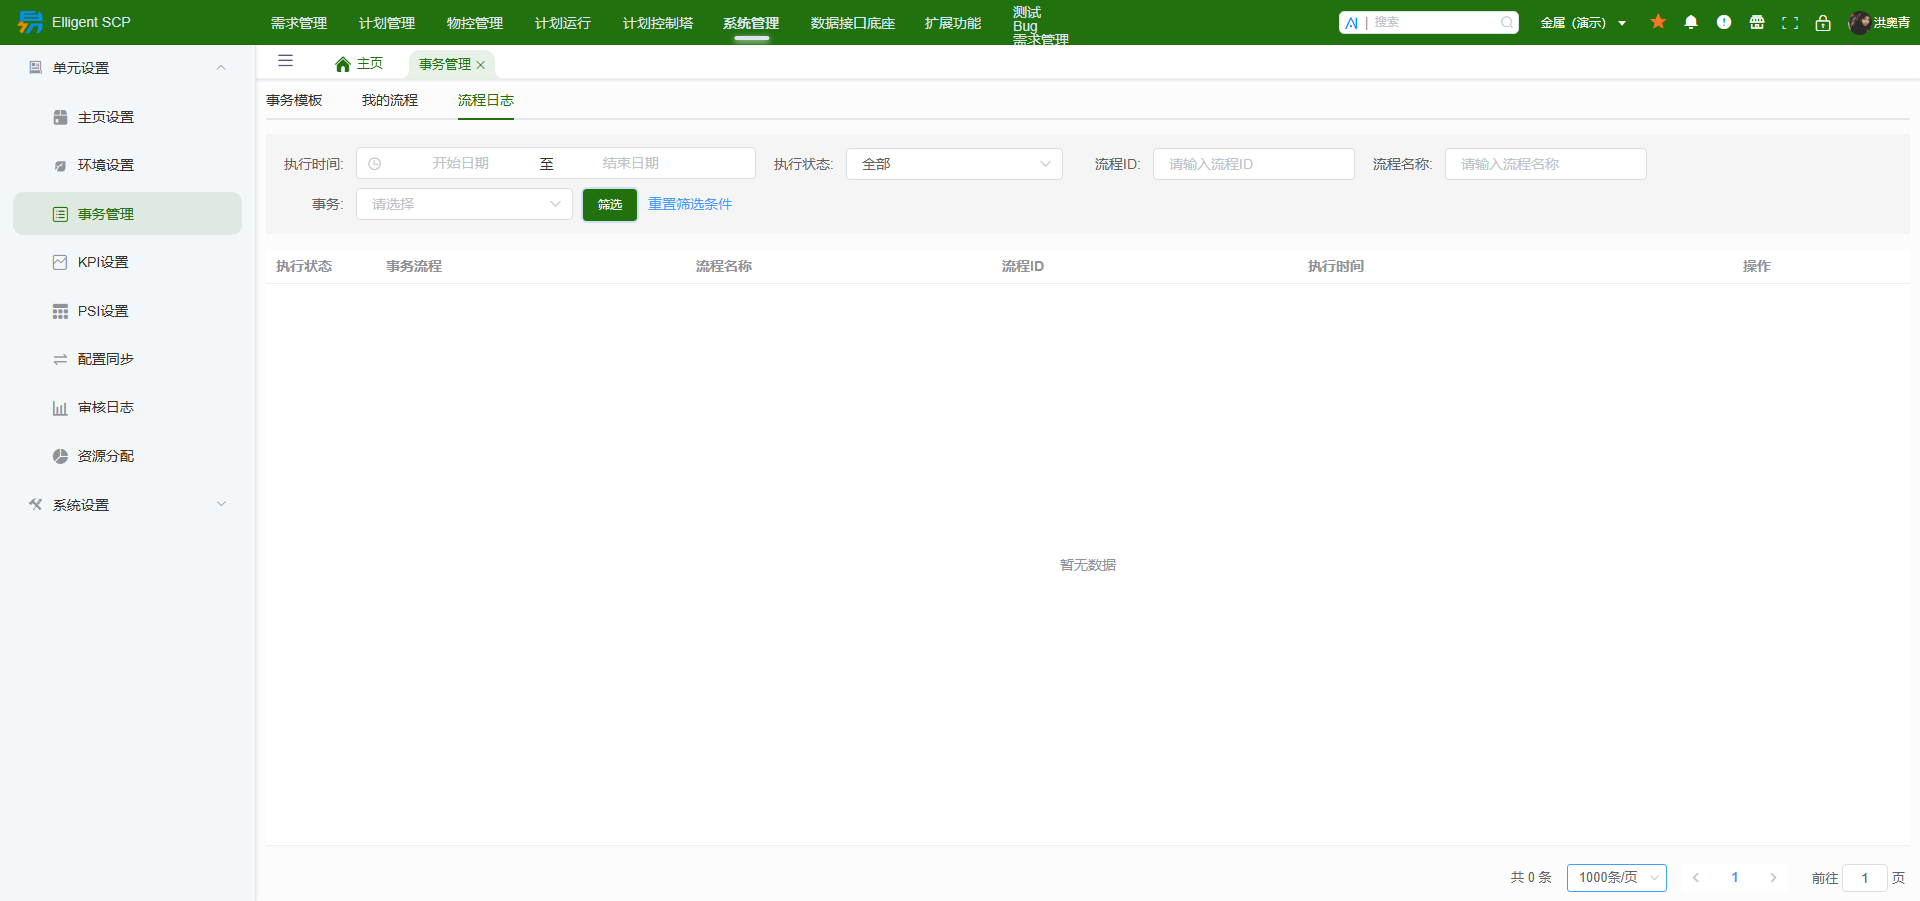 Elligent SCP
需求管理
计划管理
物控管理
计划运行
计划控制塔
系统管理
数据接口底座
扩展功能
测试
Bug
需求管理
AI | 搜索
金属（演示）
洪奥青
单元设置
主页设置
环境设置
事务管理
KPI设置
PSI设置
配置同步
审核日志
资源分配
系统设置
主页
事务管理
事务模板
我的流程
流程日志
执行时间:
开始日期
至
结束日期
执行状态:
全部
流程ID:
请输入流程ID
流程名称:
请输入流程名称
事务:
请选择
筛选
重置筛选条件
执行状态
事务流程
流程名称
流程ID
执行时间
操作
暂无数据
共 0 条
1000条/页
1
前往 1 页